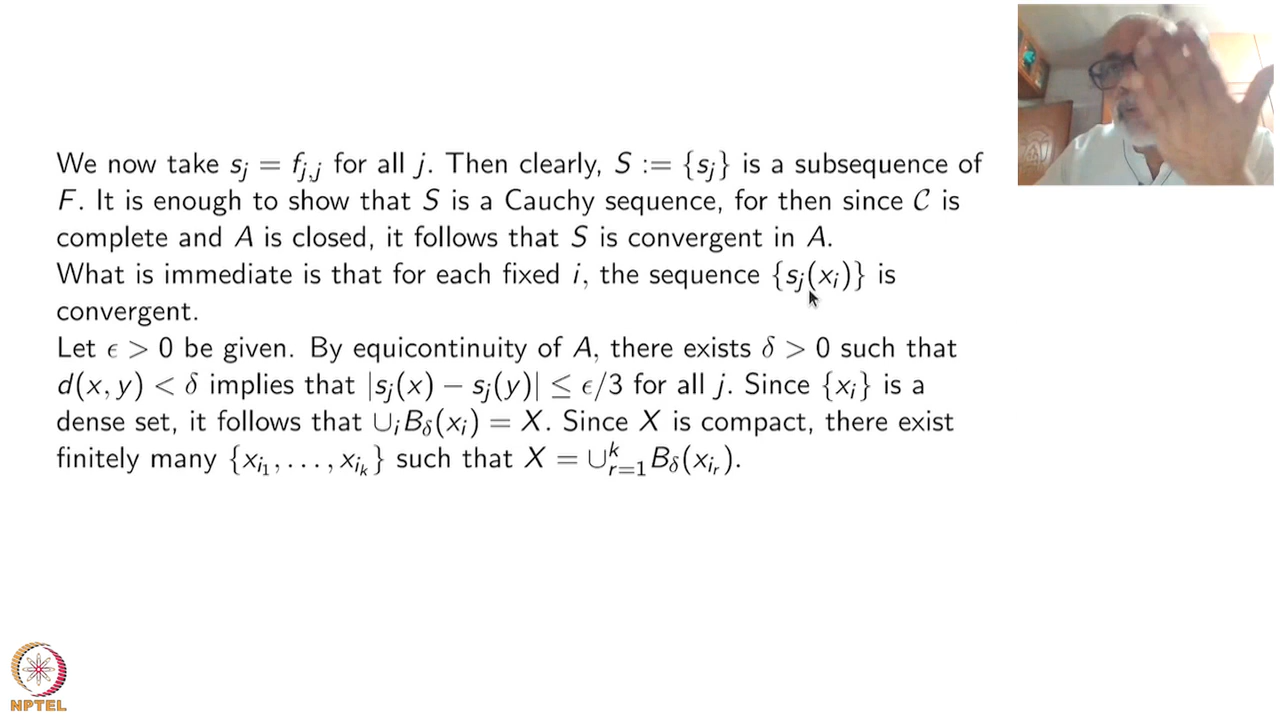 We now take s_j = f_{j,j} for all j. Then clearly, S := {s_j} is a subsequence of
F. It is enough to show that S is a Cauchy sequence, for then since 𝒞 is
complete and A is closed, it follows that S is convergent in A.
What is immediate is that for each fixed i, the sequence {s_j(x_i)} is
convergent.
Let ϵ > 0 be given. By equicontinuity of A, there exists δ > 0 such that
d(x, y) < δ implies that |s_j(x) − s_j(y)| ≤ ϵ/3 for all j. Since {x_i} is a
dense set, it follows that ∪_i B_δ(x_i) = X. Since X is compact, there exist
finitely many {x_{i_1}, . . . , x_{i_k}} such that X = ∪_{r=1}^k B_δ(x_{i_r}).
NPTEL